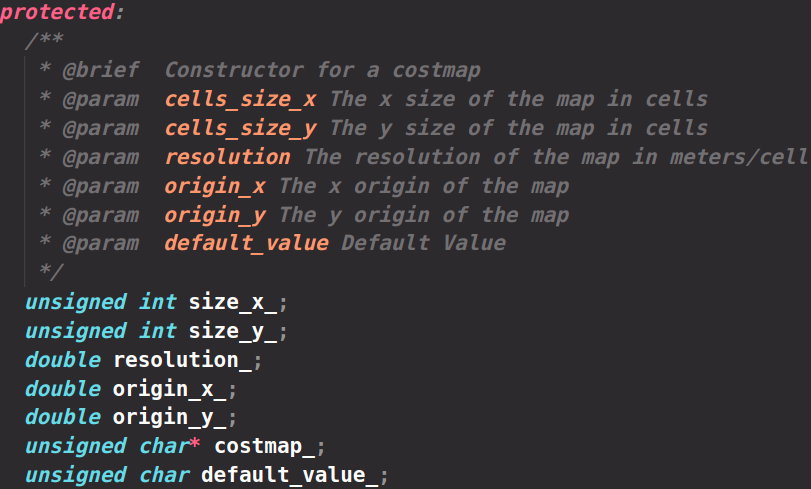 protected:
/**
* @brief Constructor for a costmap
* @param cells_size_x The x size of the map in cells
* @param cells_size_y The y size of the map in cells
* @param resolution The resolution of the map in meters/cell
* @param origin_x The x origin of the map
* @param origin_y The y origin of the map
* @param default_value Default Value
*/
unsigned int size_x_;
unsigned int size_y_;
double resolution_;
double origin_x_;
double origin_y_;
unsigned char* costmap_;
unsigned char default_value_;